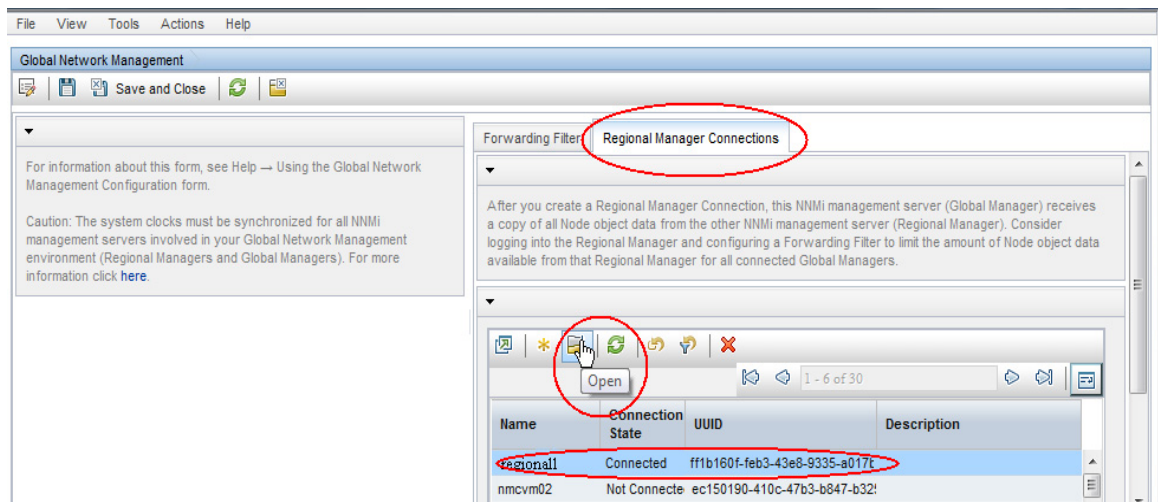 File View Tools Actions Help
Global Network Management
Save and Close
For information about this form, see Help → Using the Global Network
Management Configuration form.
Caution: The system clocks must be synchronized for all NNMi
management servers involved in your Global Network Management
environment (Regional Managers and Global Managers). For more
information click here.
Forwarding Filter Regional Manager Connections
After you create a Regional Manager Connection, this NNMi management server (Global Manager) receives
a copy of all Node object data from the other NNMi management server (Regional Manager). Consider
logging into the Regional Manager and configuring a Forwarding Filter to limit the amount of Node object data
available from that Regional Manager for all connected Global Managers.
Open
1 - 6 of 30
Name Connection State UUID Description
regional1 Connected ff1b160f-feb3-43e8-9335-a017b
nmcvm02 Not Connecte ec150190-410c-47b3-b847-b32